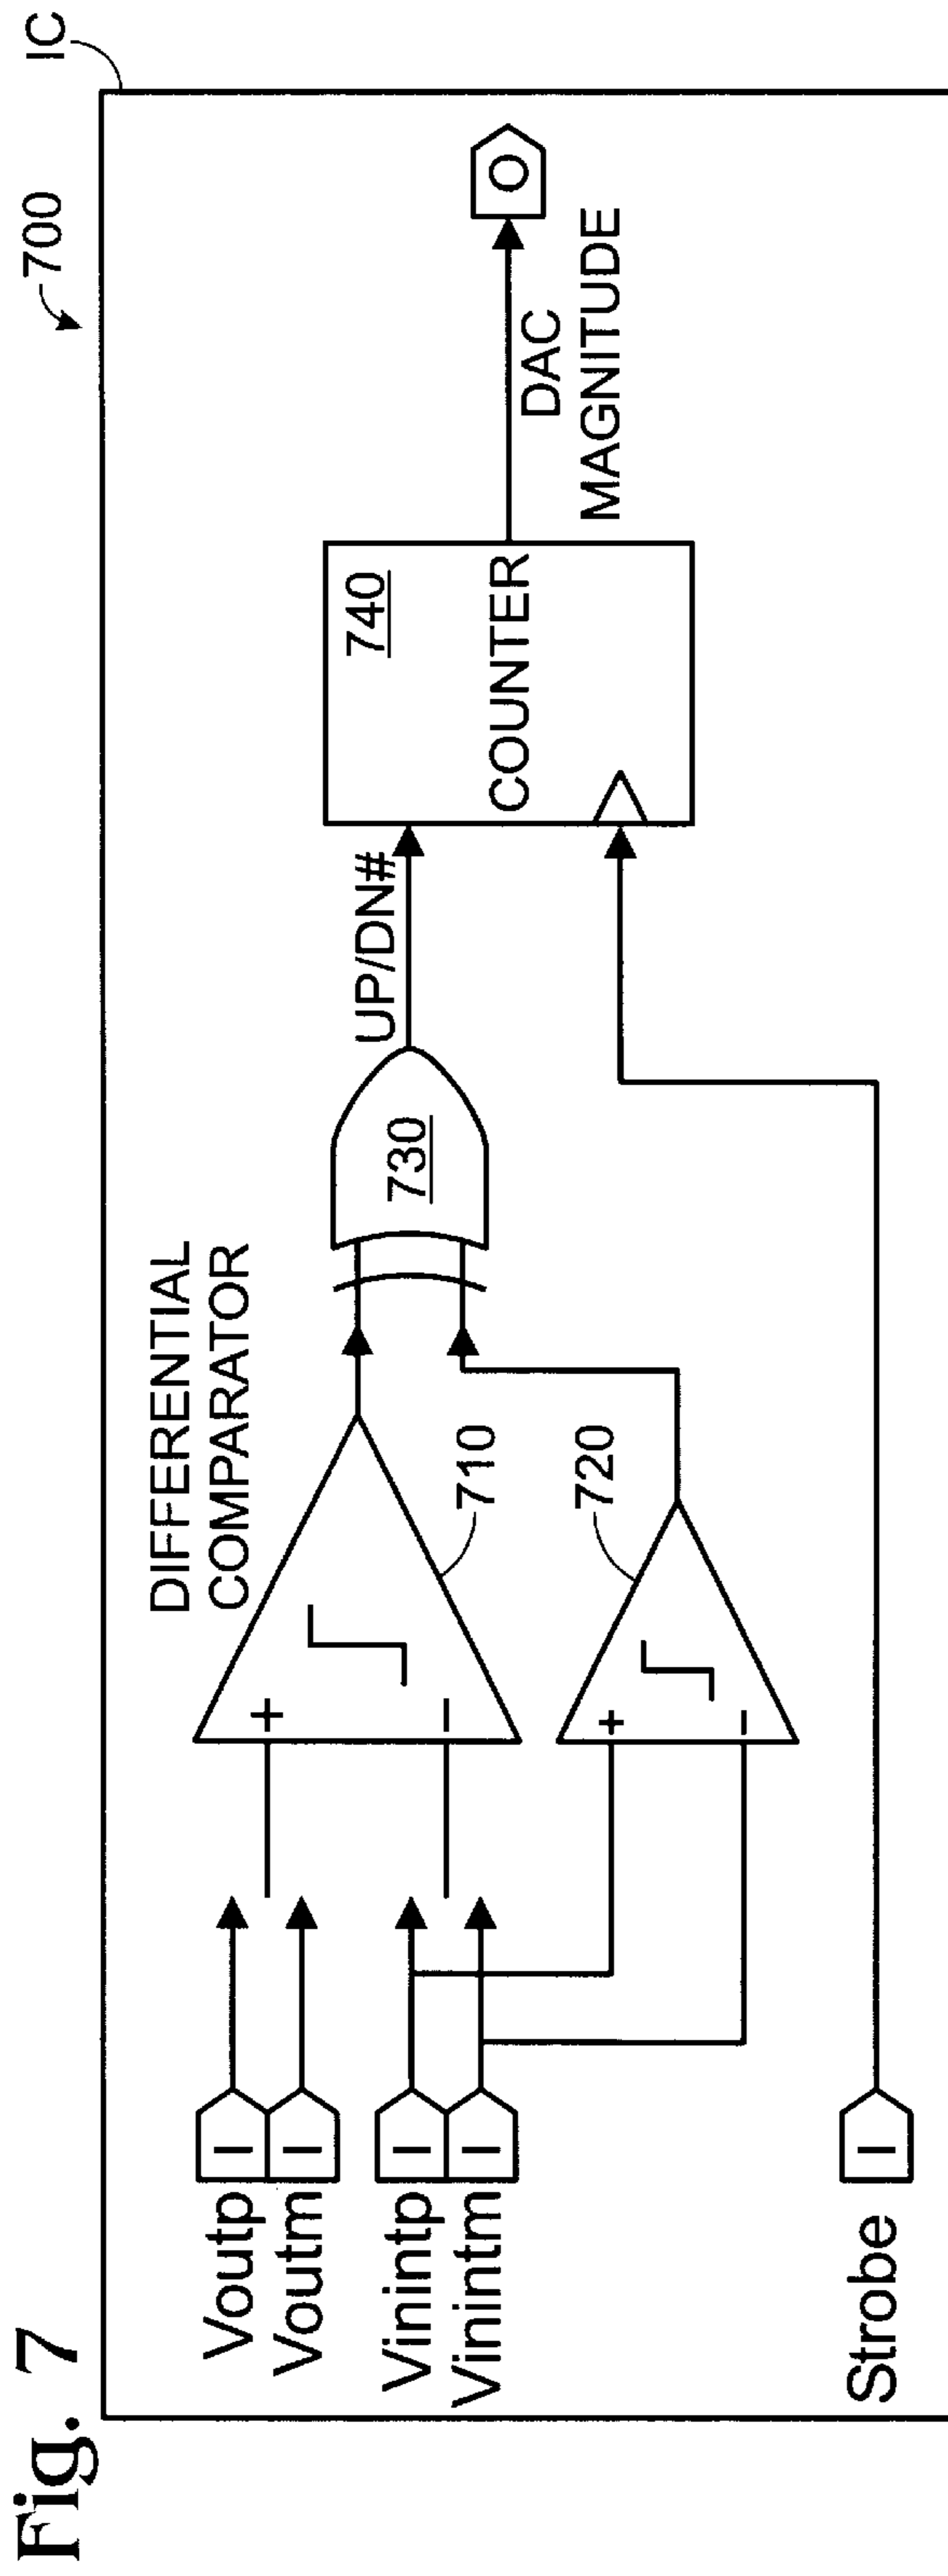 Fig. 7
IC
700
DIFFERENTIAL
COMPARATOR
Voutp
I
Voutm
I
Vinintp
I
Vinintm
I
Strobe
I
+
−
710
+
−
720
730
UP/DN#
740
COUNTER
DAC
MAGNITUDE
O